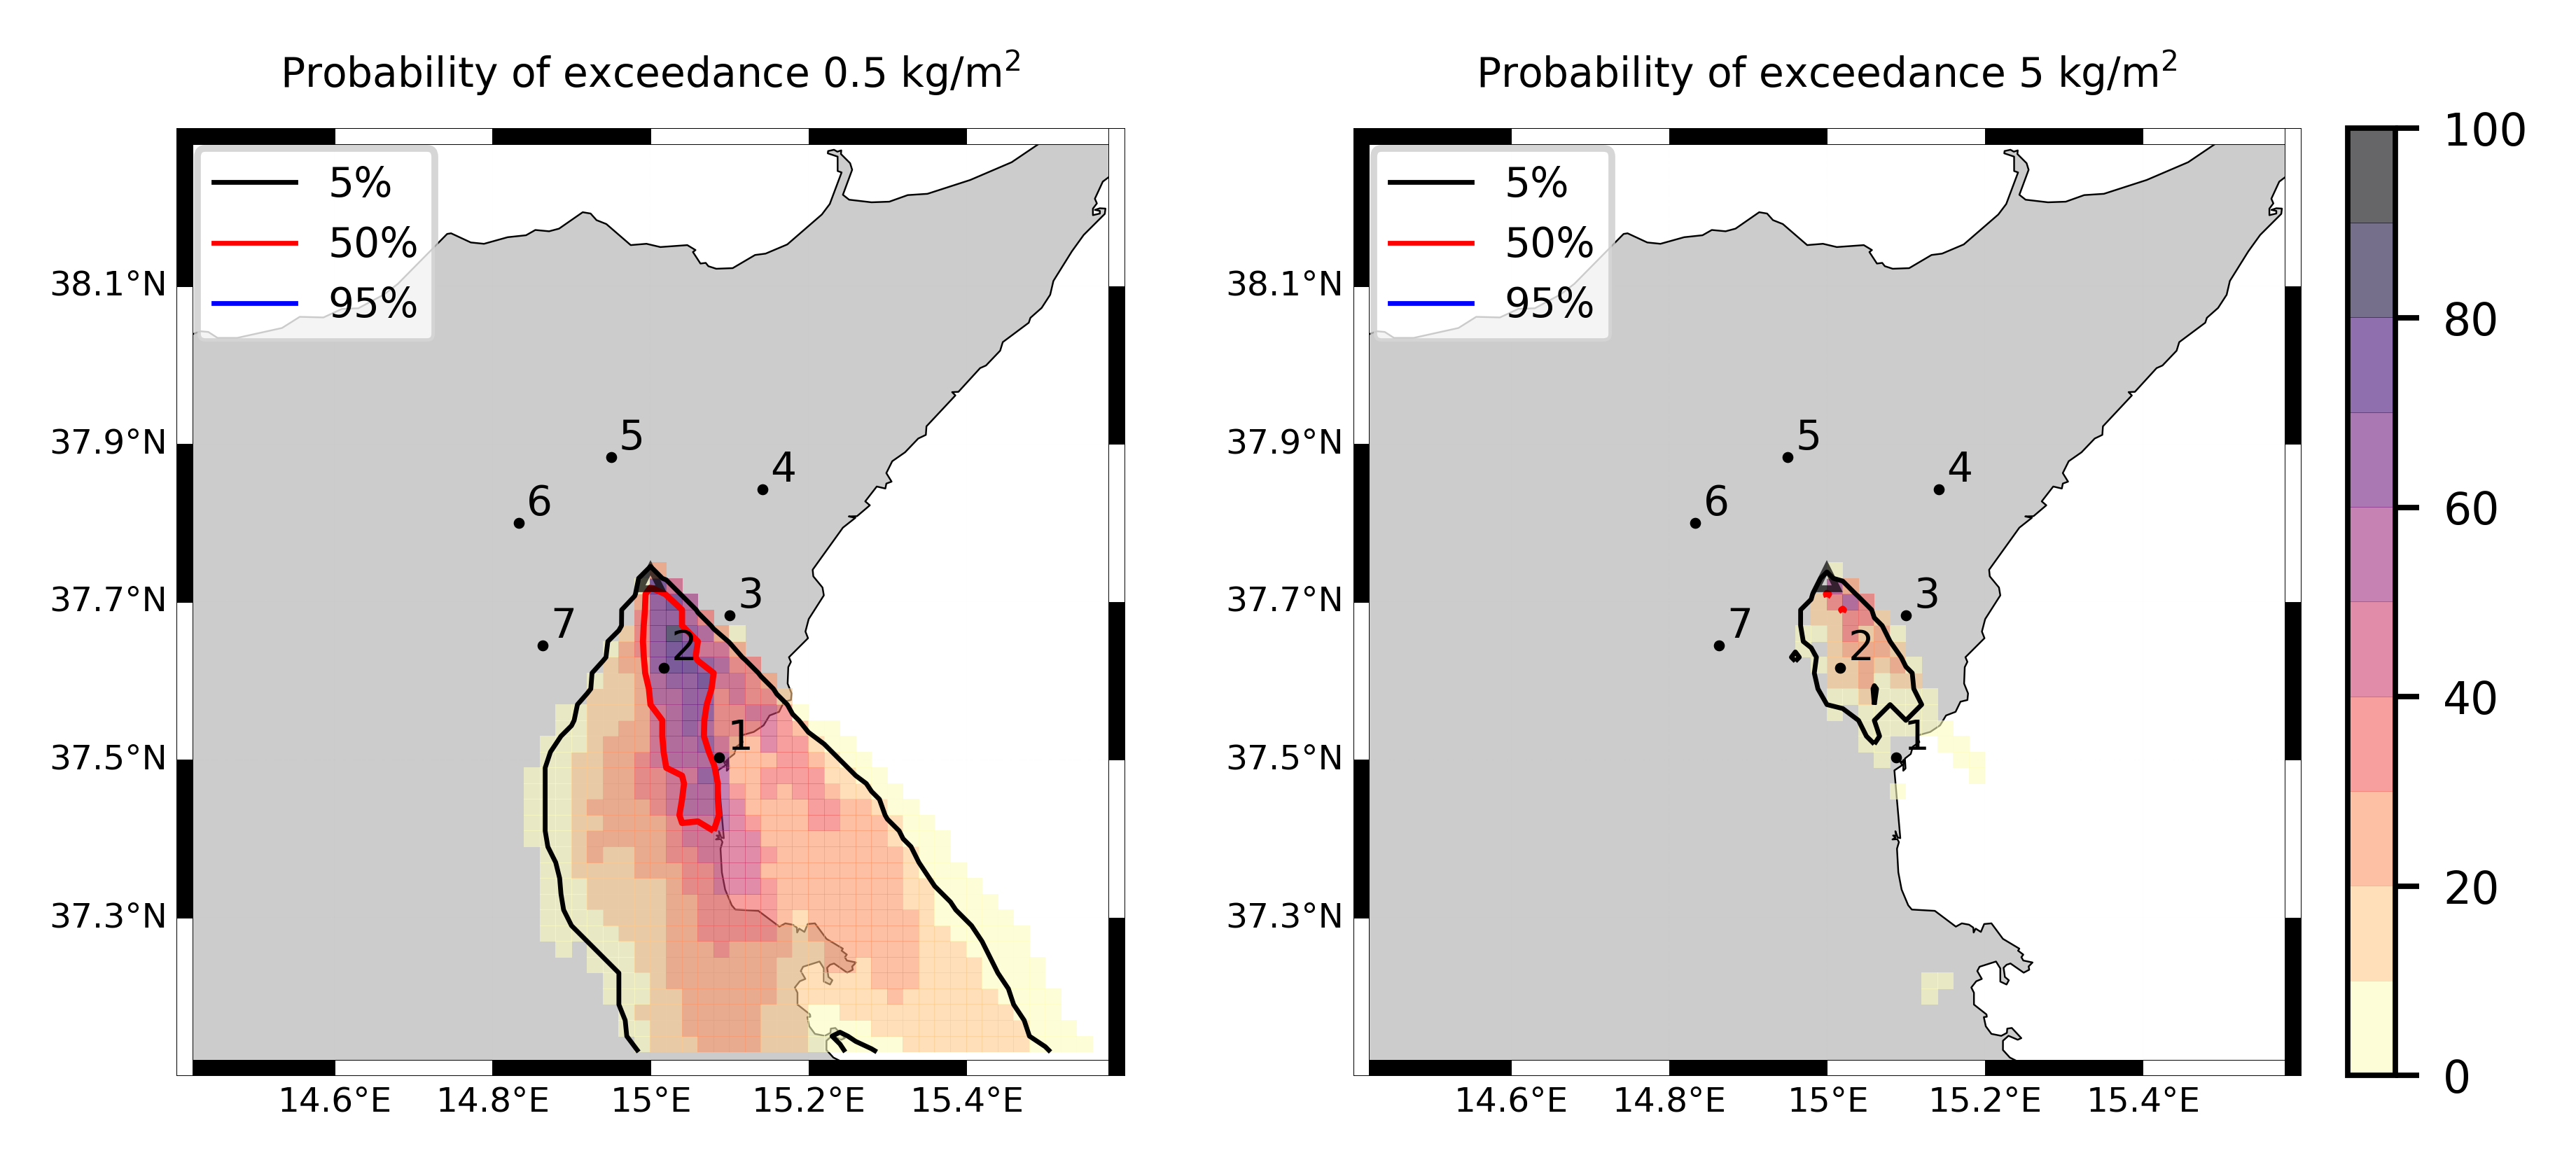 Probability of exceedance 0.5 kg/m²
5%
50%
95%
38.1°N
37.9°N
37.7°N
37.5°N
37.3°N
14.6°E
14.8°E
15°E
15.2°E
15.4°E
5
4
6
3
7
2
1
Probability of exceedance 5 kg/m²
5%
50%
95%
38.1°N
37.9°N
37.7°N
37.5°N
37.3°N
14.6°E
14.8°E
15°E
15.2°E
15.4°E
5
4
6
3
7
2
1
100
80
60
40
20
0